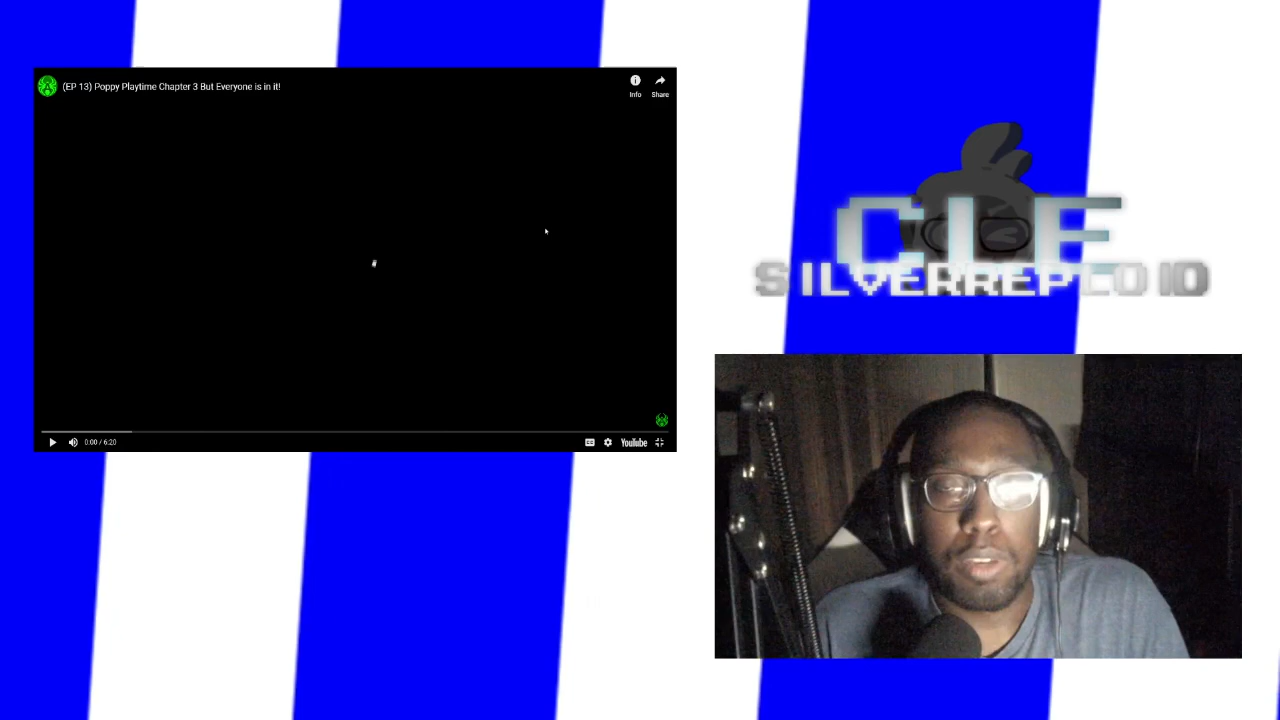 (EP 13) Poppy Playtime Chapter 3 But Everyone is in it!
Info
Share
CLE
SILVERREPLOID
0:00 / 6:20
YouTube